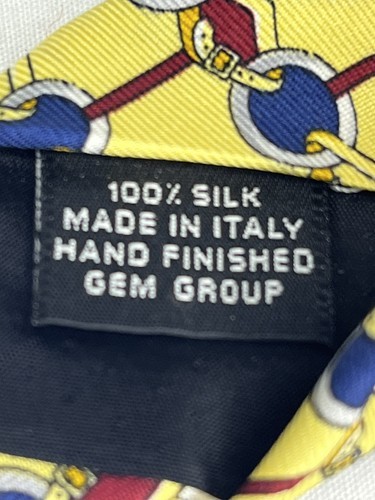 100% SILK
MADE IN ITALY
HAND FINISHED
GEM GROUP